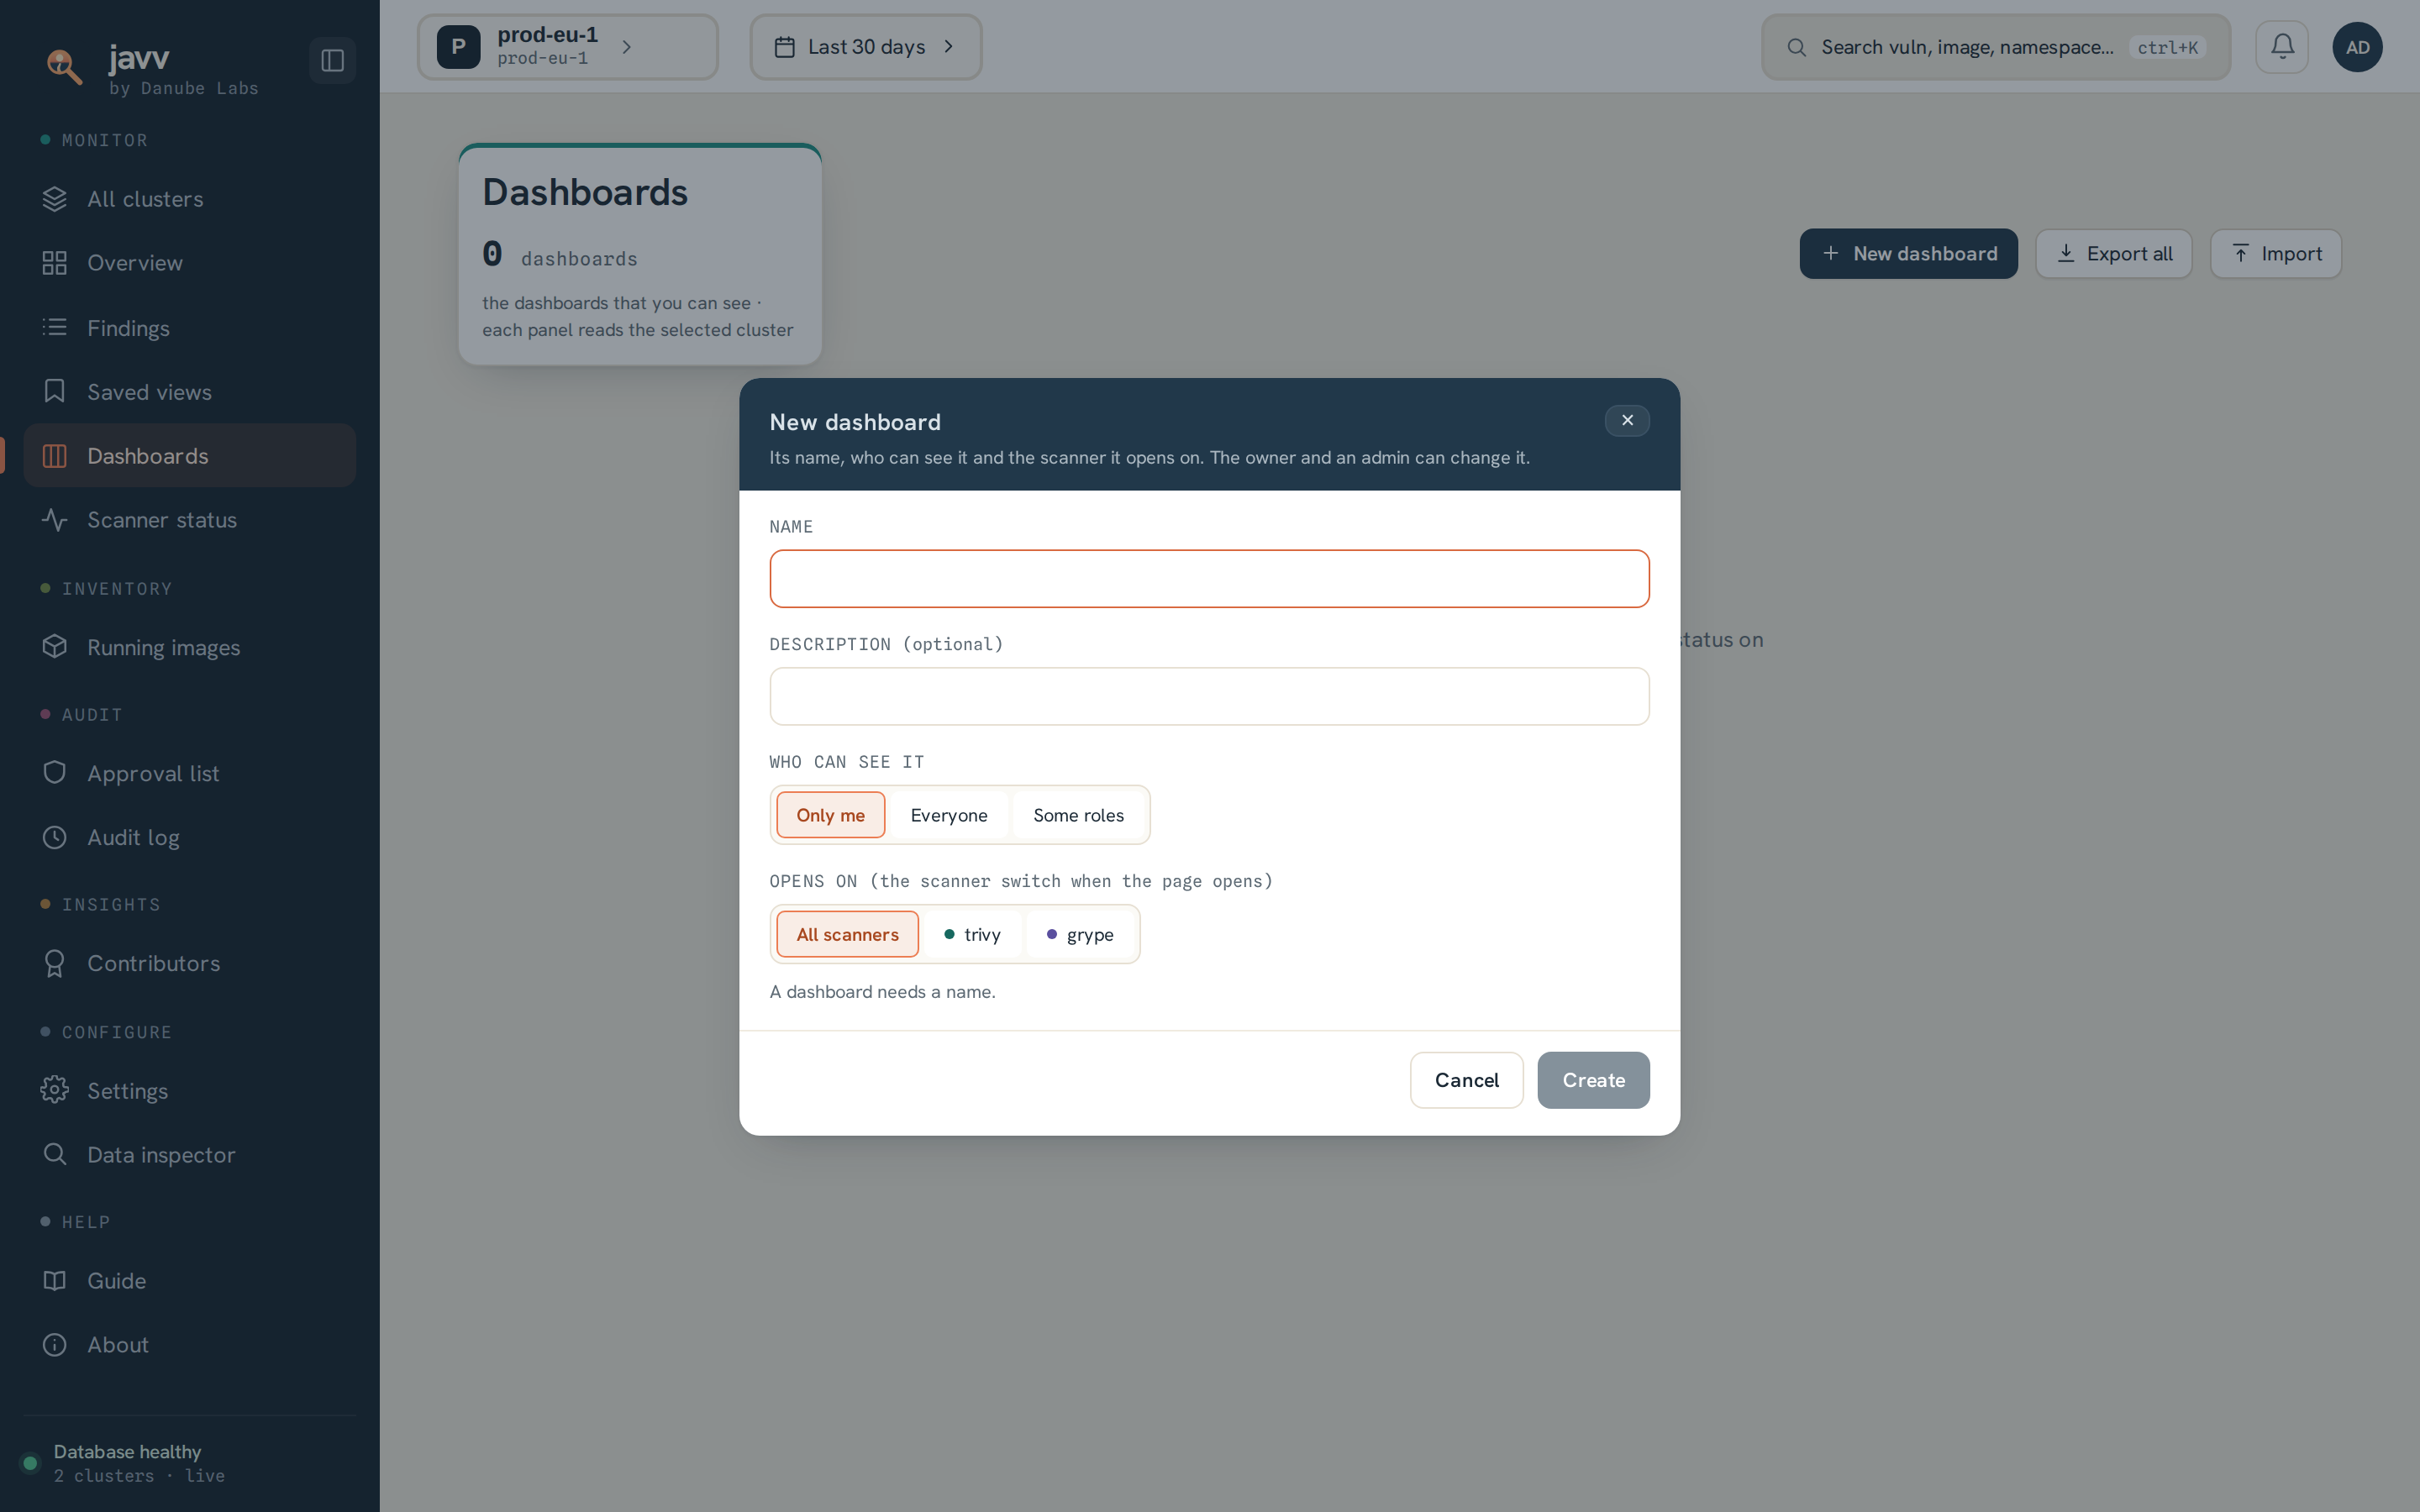 javv
by Danube Labs
MONITOR
All clusters
Overview
Findings
Saved views
Dashboards
Scanner status
INVENTORY
Running images
AUDIT
Approval list
Audit log
INSIGHTS
Contributors
CONFIGURE
Settings
Data inspector
HELP
Guide
About
Database healthy
2 clusters · live
P
prod-eu-1
prod-eu-1
Last 30 days
Search vuln, image, namespace...
ctrl+K
AD
Dashboards
0 dashboards
the dashboards that you can see ·
each panel reads the selected cluster
New dashboard
Export all
Import
status on
New dashboard
Its name, who can see it and the scanner it opens on. The owner and an admin can change it.
NAME
DESCRIPTION (optional)
WHO CAN SEE IT
Only me
Everyone
Some roles
OPENS ON (the scanner switch when the page opens)
All scanners
trivy
grype
A dashboard needs a name.
Cancel
Create